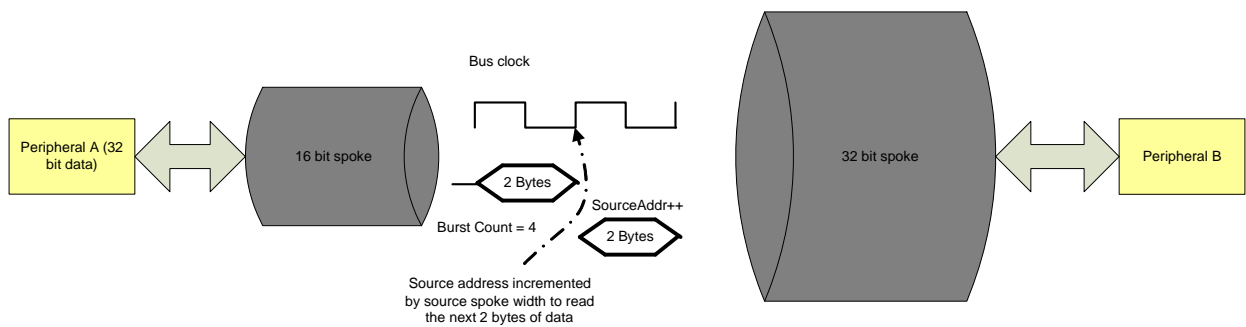 Bus clock
Peripheral A (32
bit data)
16 bit spoke
2 Bytes
SourceAddr++
Burst Count = 4
2 Bytes
Source address incremented
by source spoke width to read
the next 2 bytes of data
32 bit spoke
Peripheral B